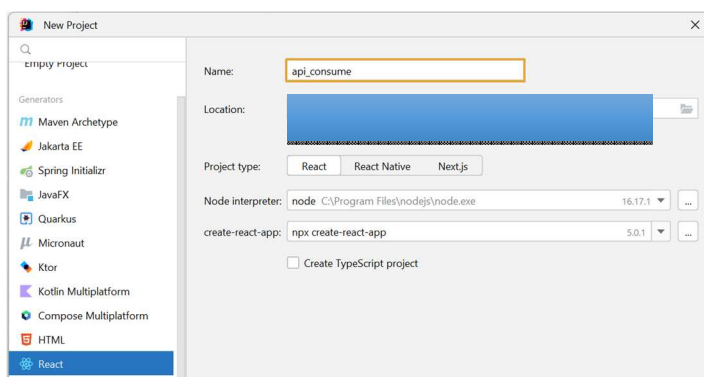 New Project
Empty Project
Generators
Maven Archetype
Jakarta EE
Spring Initializr
JavaFX
Quarkus
Micronaut
Ktor
Kotlin Multiplatform
Compose Multiplatform
HTML
React
Name: api_consume
Location:
Project type: React React Native Next.js
Node interpreter: node C:\Program Files\nodejs\node.exe 16.17.1 ...
create-react-app: npx create-react-app 5.0.1 ...
Create TypeScript project